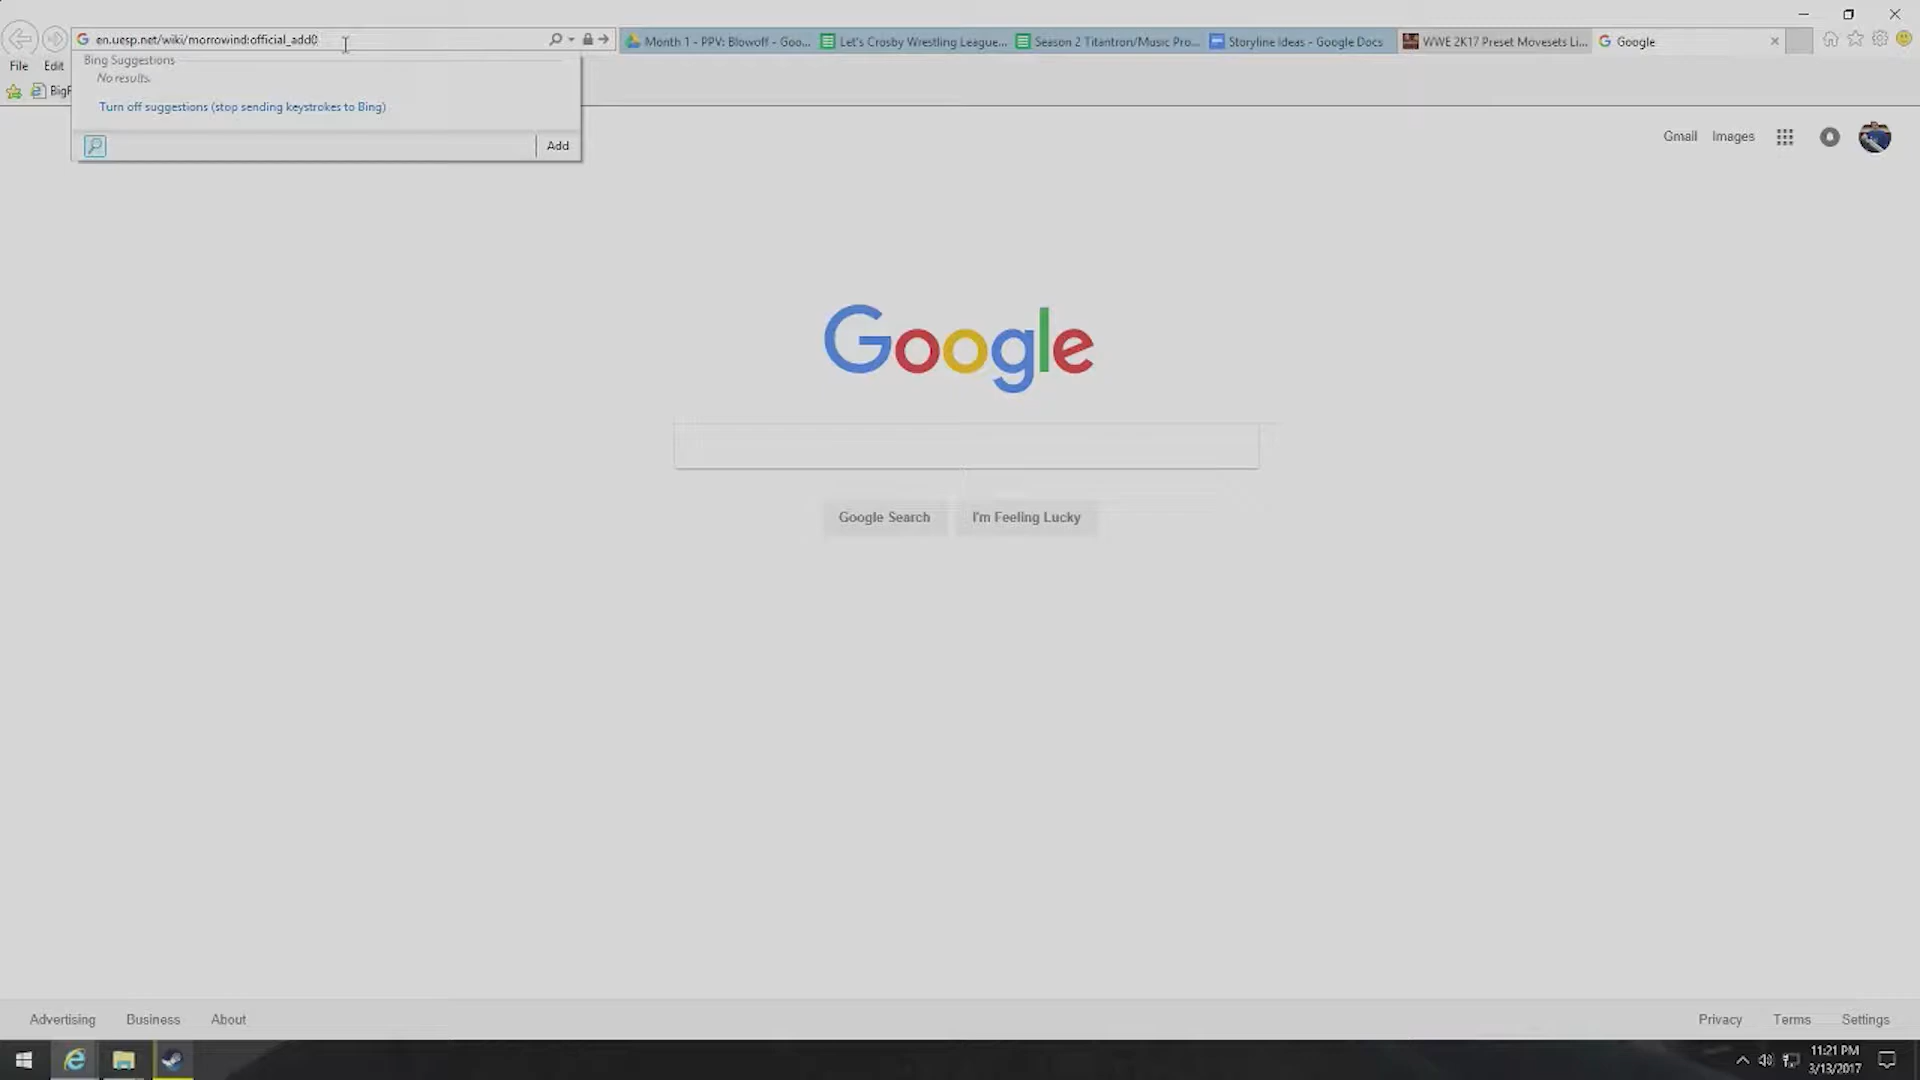 en.uesp.net/wiki/morrowind:official_add0
Month 1 - PPV: Blowoff - Goo...
Let's Crosby Wrestling League...
Season 2 Titantron/Music Pro...
Storyline Ideas - Google Docs
WWE 2K17 Preset Movesets Li...
Google
File
Edit
Bing Suggestions
No results.
BigF
Turn off suggestions (stop sending keystrokes to Bing)
Add
Gmail
Images
Google
Google Search
I'm Feeling Lucky
Advertising
Business
About
Privacy
Terms
Settings
11:21 PM
3/13/2017